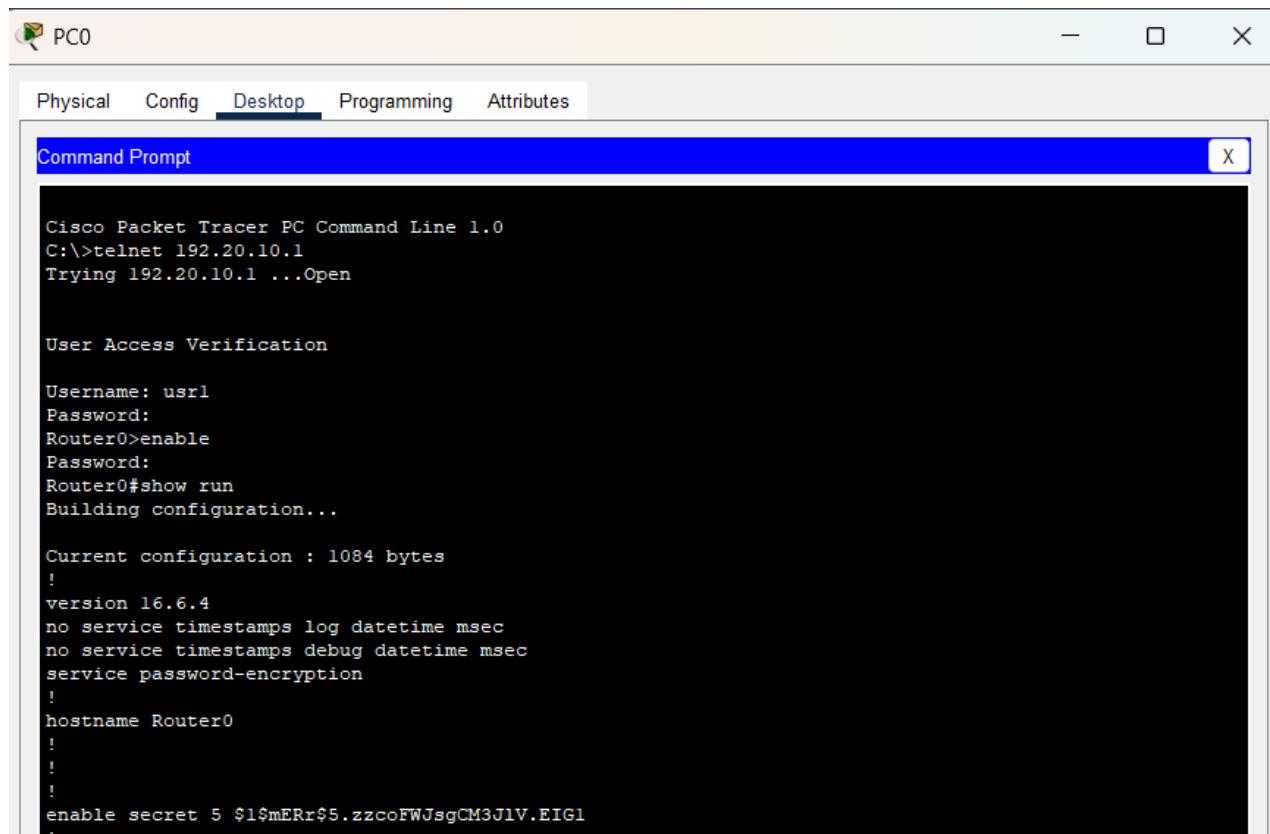 PC0
Physical Config Desktop Programming Attributes
Command Prompt
X
Cisco Packet Tracer PC Command Line 1.0
C:\>telnet 192.20.10.1
Trying 192.20.10.1 ...Open
User Access Verification
Username: usr1
Password:
Router0>enable
Password:
Router0#show run
Building configuration...
Current configuration : 1084 bytes
!
version 16.6.4
no service timestamps log datetime msec
no service timestamps debug datetime msec
service password-encryption
!
hostname Router0
!
!
!
enable secret 5 $1$mERr$5.zzcoFWJsgCM3J1V.EIG1